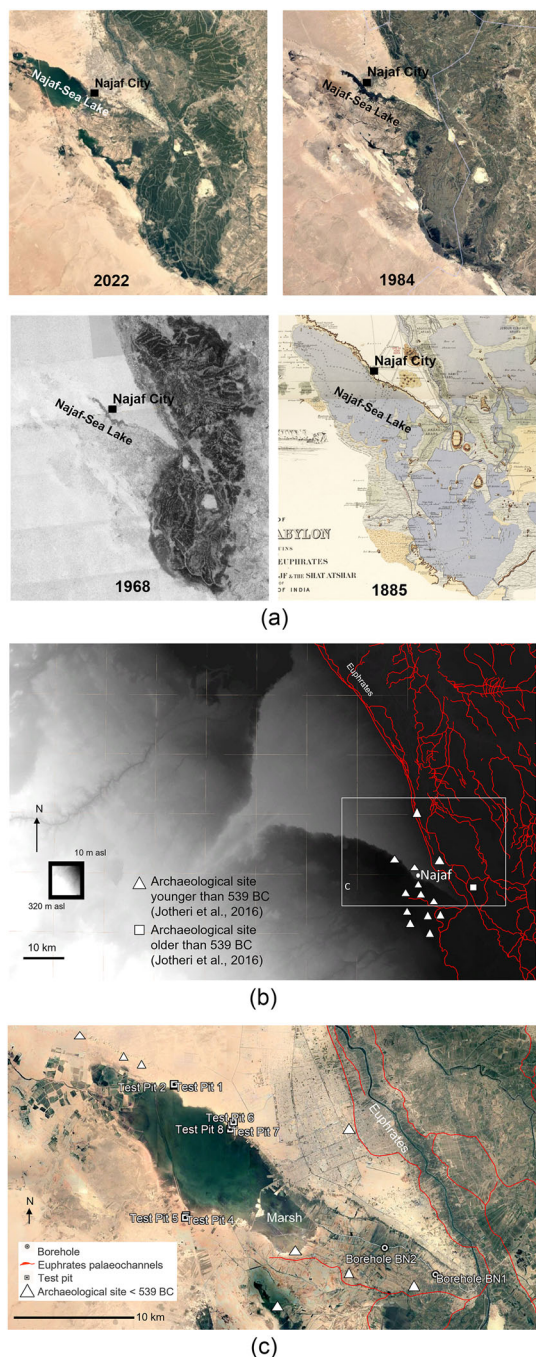 Najaf City
Najaf-Sea Lake
2022
Najaf City
Najaf-Sea Lake
1984
Najaf City
Najaf-Sea Lake
1968
Najaf City
Najaf-Sea Lake
OF
ABYLON
EUPHRATES
JF & THE SHAT ATSHAR
OF INDIA
1885
(a)
Euphrates
N
10 m asl
320 m asl
10 km
Archaeological site
younger than 539 BC
(Jotheri et al., 2016)
Archaeological site
older than 539 BC
(Jotheri et al., 2016)
Najaf
C
(b)
Test Pit 2
Test Pit 1
Test Pit 6
Test Pit 8
Test Pit 7
Euphrates
Test Pit 5
Test Pit 4
Marsh
N
Borehole BN2
Borehole BN1
Borehole
Euphrates palaeochannels
Test pit
Archaeological site < 539 BC
10 km
(c)